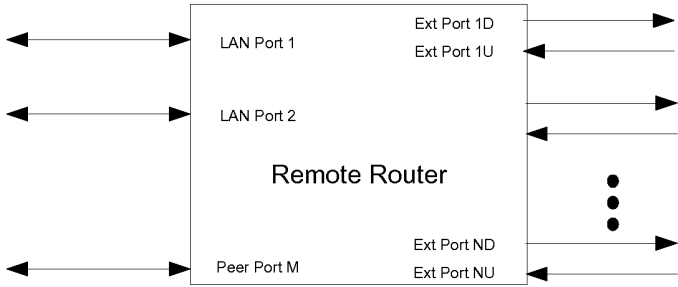 Ext Port 1D
LAN Port 1
Ext Port 1U
LAN Port 2
Remote Router
Ext Port ND
Peer Port M
Ext Port NU